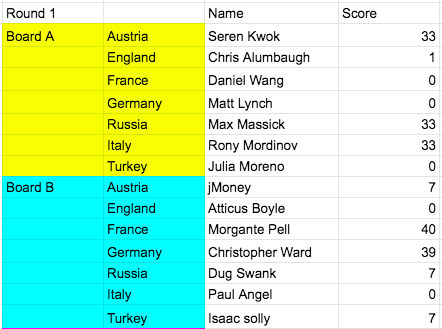 Round 1 Name Score
Board A Austria Seren Kwok 33
England Chris Alumbaugh 1
France Daniel Wang 0
Germany Matt Lynch 0
Russia Max Massick 33
Italy Rony Mordinov 33
Turkey Julia Moreno 0
Board B Austria jMoney 7
England Atticus Boyle 0
France Morgante Pell 40
Germany Christopher Ward 39
Russia Dug Swank 7
Italy Paul Angel 0
Turkey Isaac solly 7